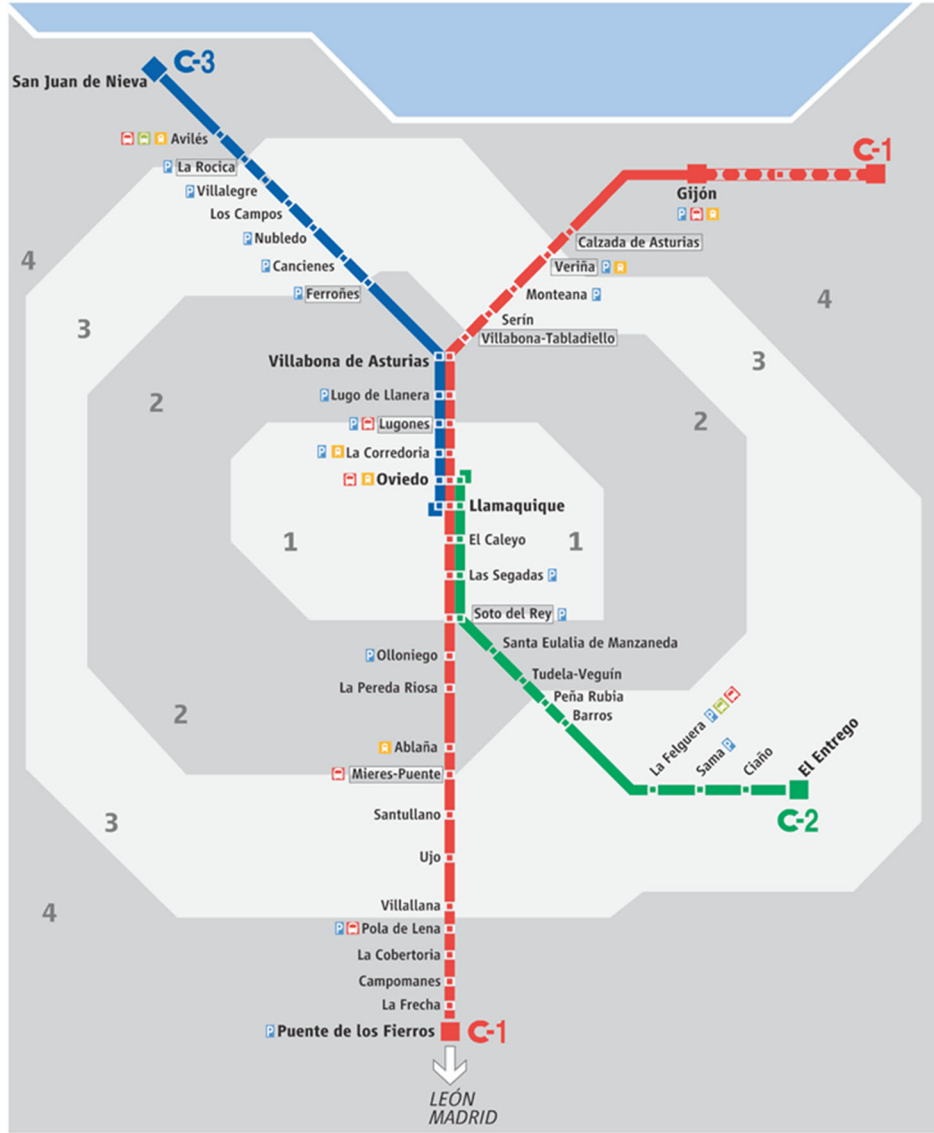 C-3
San Juan de Nieva
C-1
Avilés
La Rocica
Gijón
Villalegre
Los Campos
Nubledo
Calzada de Asturias
4
Cancienes
Veriña
Ferroñes
Monteana
4
3
Serín
Villabona-Tabladiello
Villabona de Asturias
3
2
Lugo de Llanera
2
Lugones
La Corredoria
Oviedo
Llamaquique
1
El Caleyo
1
Las Segadas
Soto del Rey
Santa Eulalia de Manzaneda
Olloniego
Tudela-Veguín
La Pereda Riosa
Peña Rubia
Barros
2
Ablaña
La Felguera
Sama
Ciaño
El Entrego
Mieres-Puente
C-2
Santullano
3
Ujo
Villallana
4
Pola de Lena
La Cobertoria
Campomanes
La Frecha
Puente de los Fierros
C-1
LEÓN
MADRID